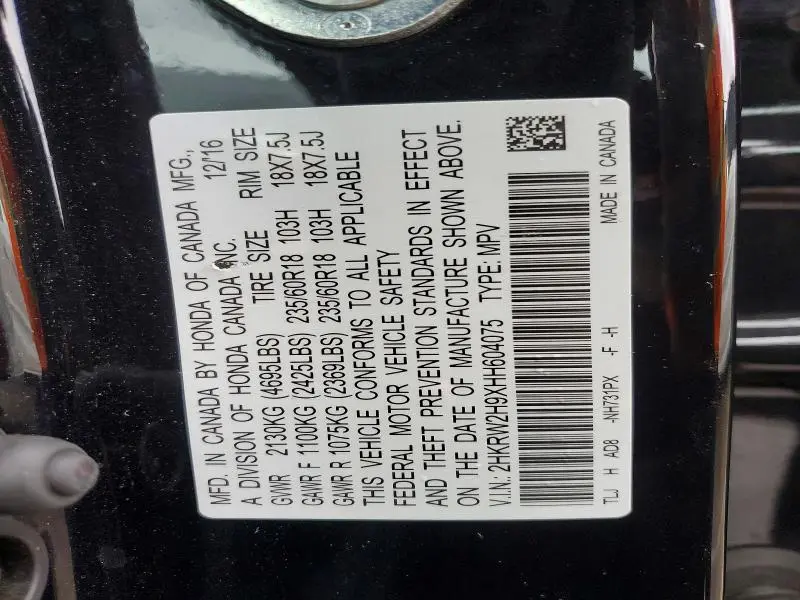 MFD. IN CANADA BY HONDA OF CANADA MFG.,
A DIVISION OF HONDA CANADA INC. 12/16
GVWR 2130KG (4695LBS) TIRE SIZE RIM SIZE
GAWR F 1100KG (2425LBS) 235/60R18 103H 18X7.5J
GAWR R 1075KG (2369LBS) 235/60R18 103H 18X7.5J
THIS VEHICLE CONFORMS TO ALL APPLICABLE
FEDERAL MOTOR VEHICLE SAFETY
AND THEFT PREVENTION STANDARDS IN EFFECT
ON THE DATE OF MANUFACTURE SHOWN ABOVE.
V.I.N.: 2HKRW2H9XHH604075 TYPE: MPV
TLJ H AD8 -NH731PX -F -H MADE IN CANADA